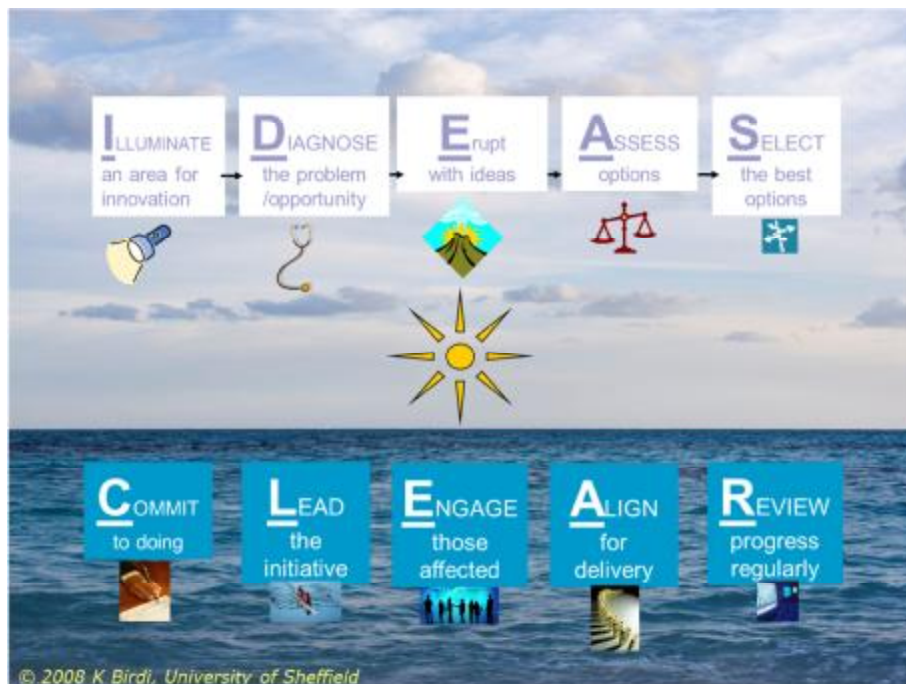 ILLUMINATE
an area for
innovation
DIAGNOSE
the problem
/opportunity
Erupt
with ideas
ASSESS
options
SELECT
the best
options
COMMIT
to doing
LEAD
the
initiative
ENGAGE
those
affected
ALIGN
for
delivery
REVIEW
progress
regularly
© 2008 K Birdi, University of Sheffield